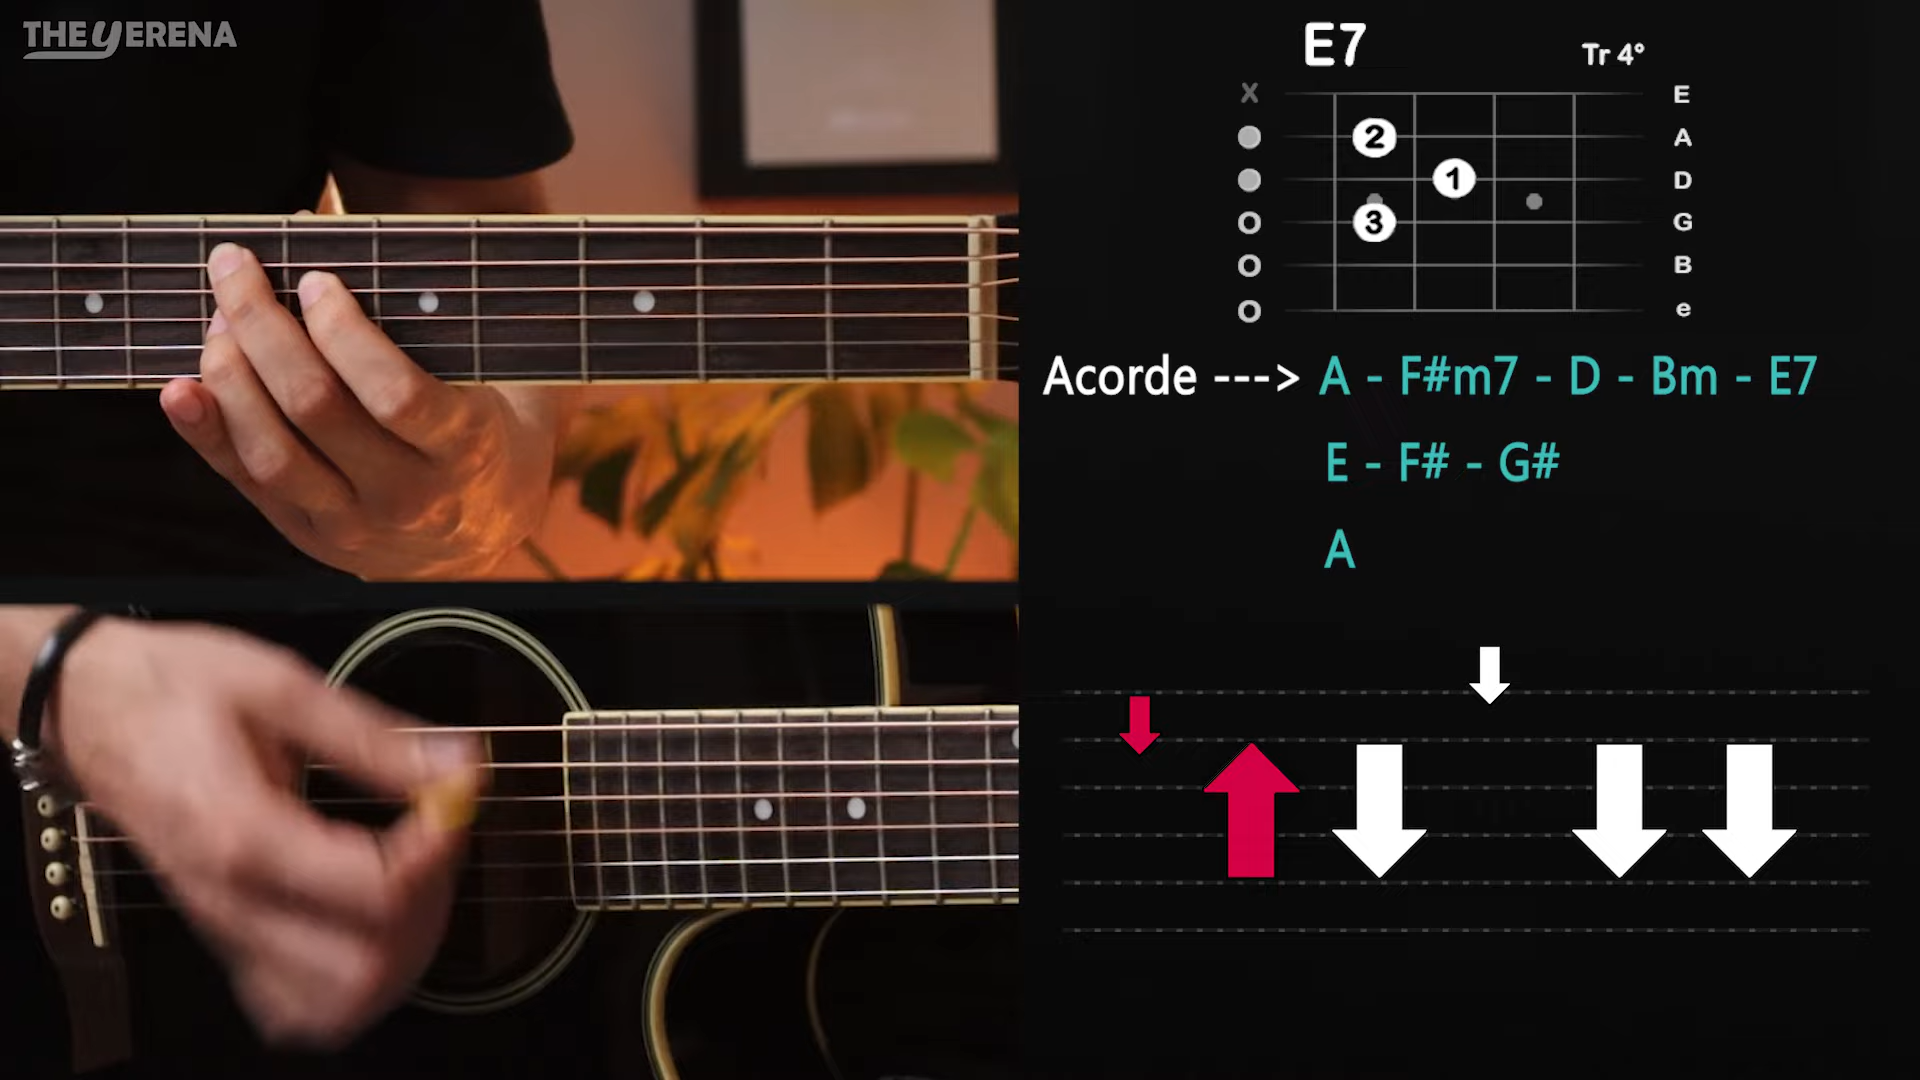 THEYERENA
E7 Tr 4°
X E
2 A
1 D
3 G
B
e
Acorde ---> A - F#m7 - D - Bm - E7
E - F# - G#
A